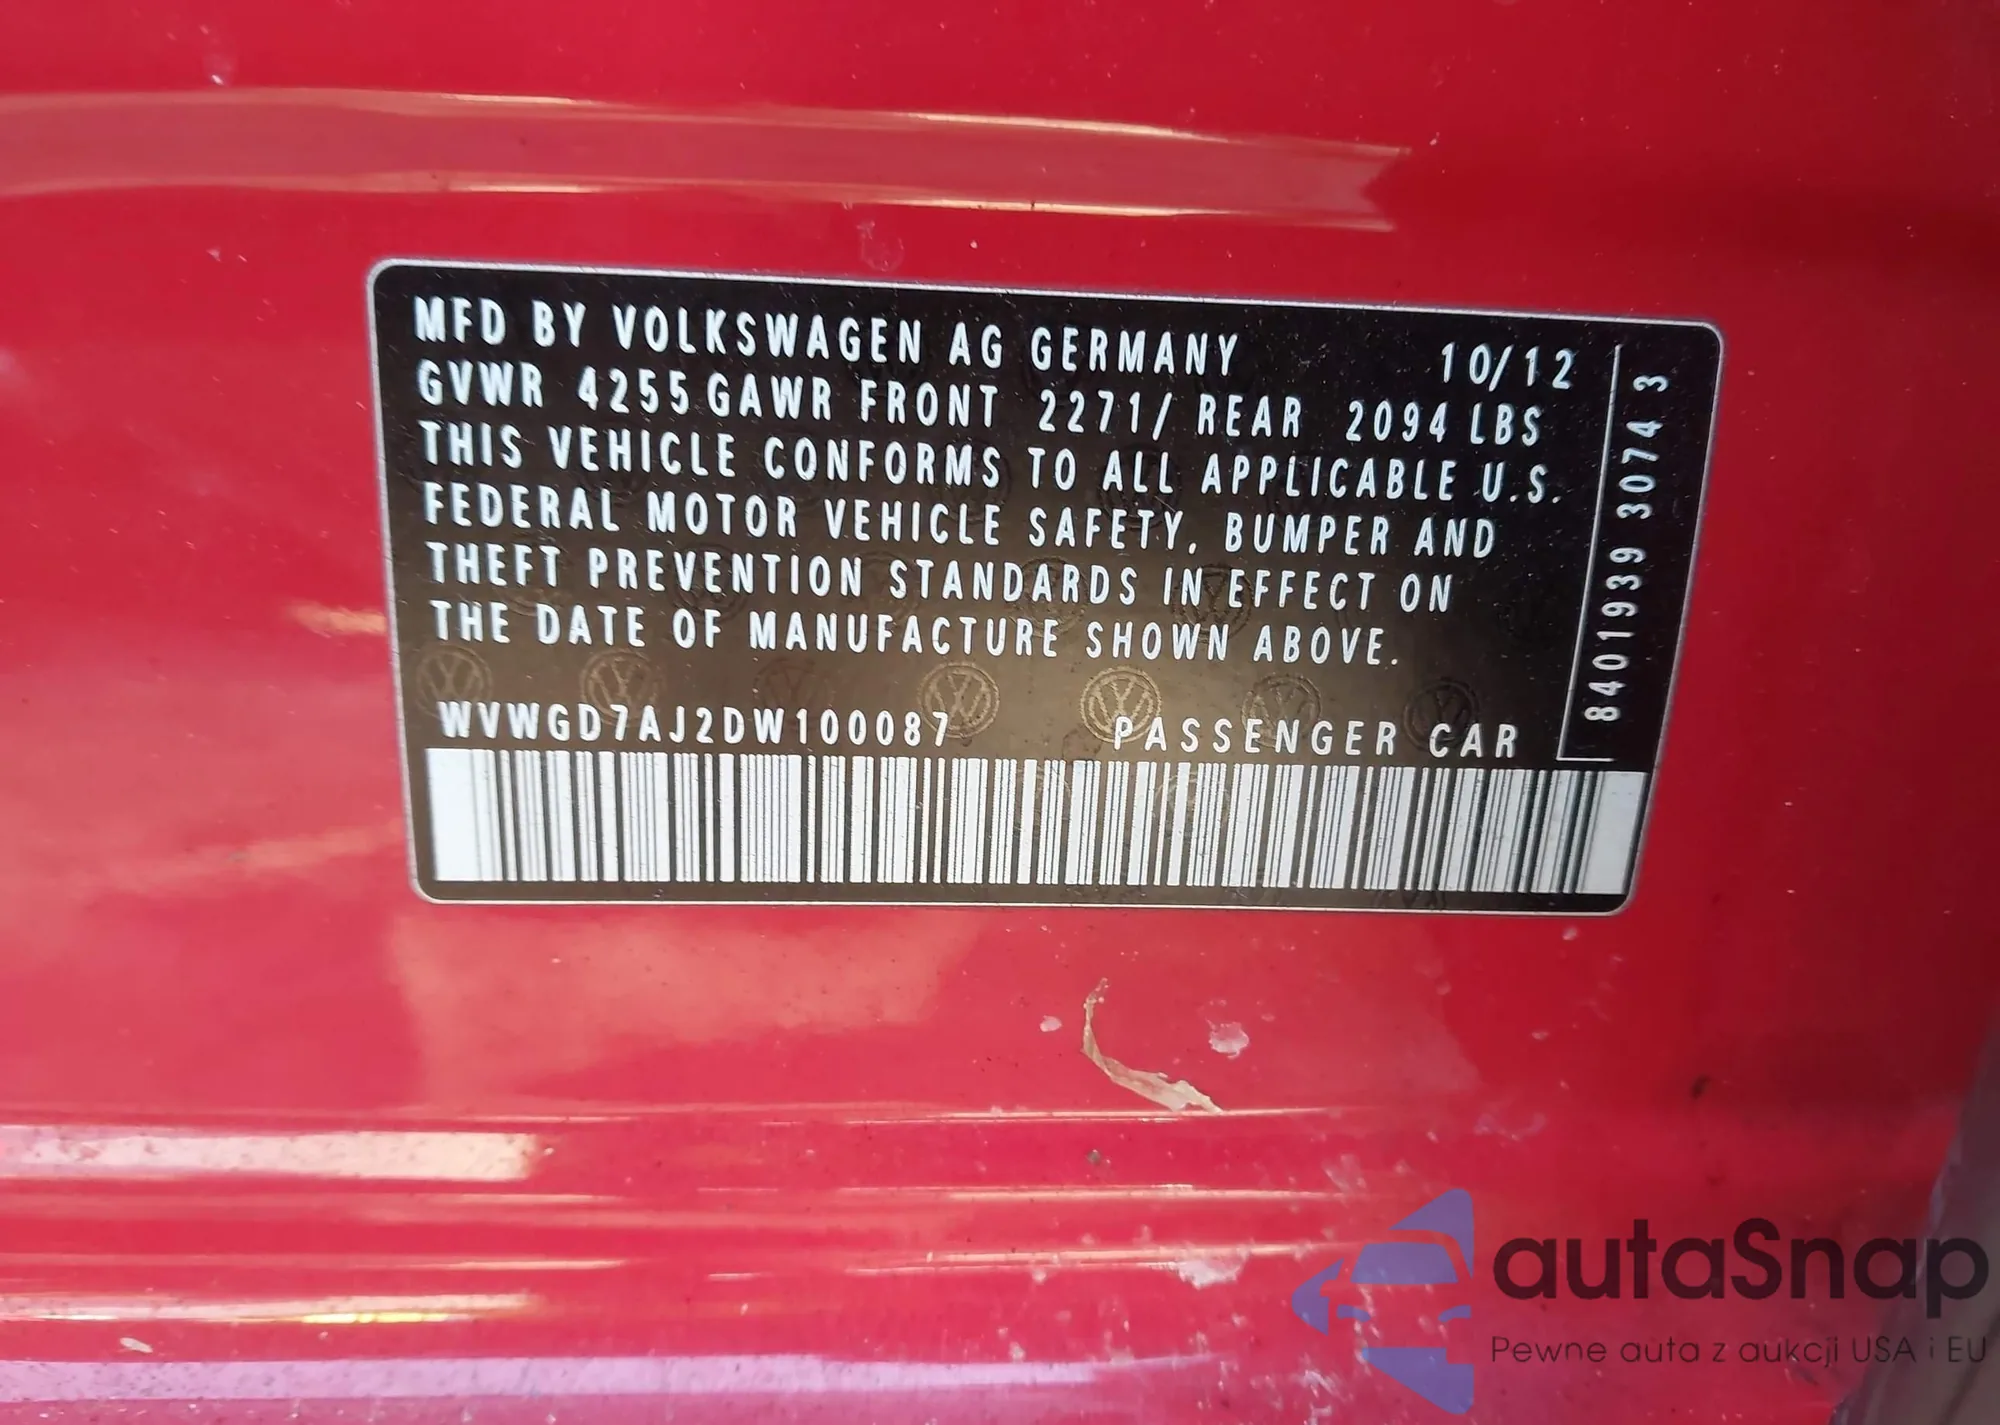 MFD BY VOLKSWAGEN AG GERMANY 10/12
GVWR 4255 GAWR FRONT 2271/ REAR 2094 LBS
THIS VEHICLE CONFORMS TO ALL APPLICABLE U.S.
FEDERAL MOTOR VEHICLE SAFETY, BUMPER AND
THEFT PREVENTION STANDARDS IN EFFECT ON
THE DATE OF MANUFACTURE SHOWN ABOVE.
WVWGD7AJ2DW100087 PASSENGER CAR
8401939 3074 3
autaSnap
Pewne auta z aukcji USA i EU